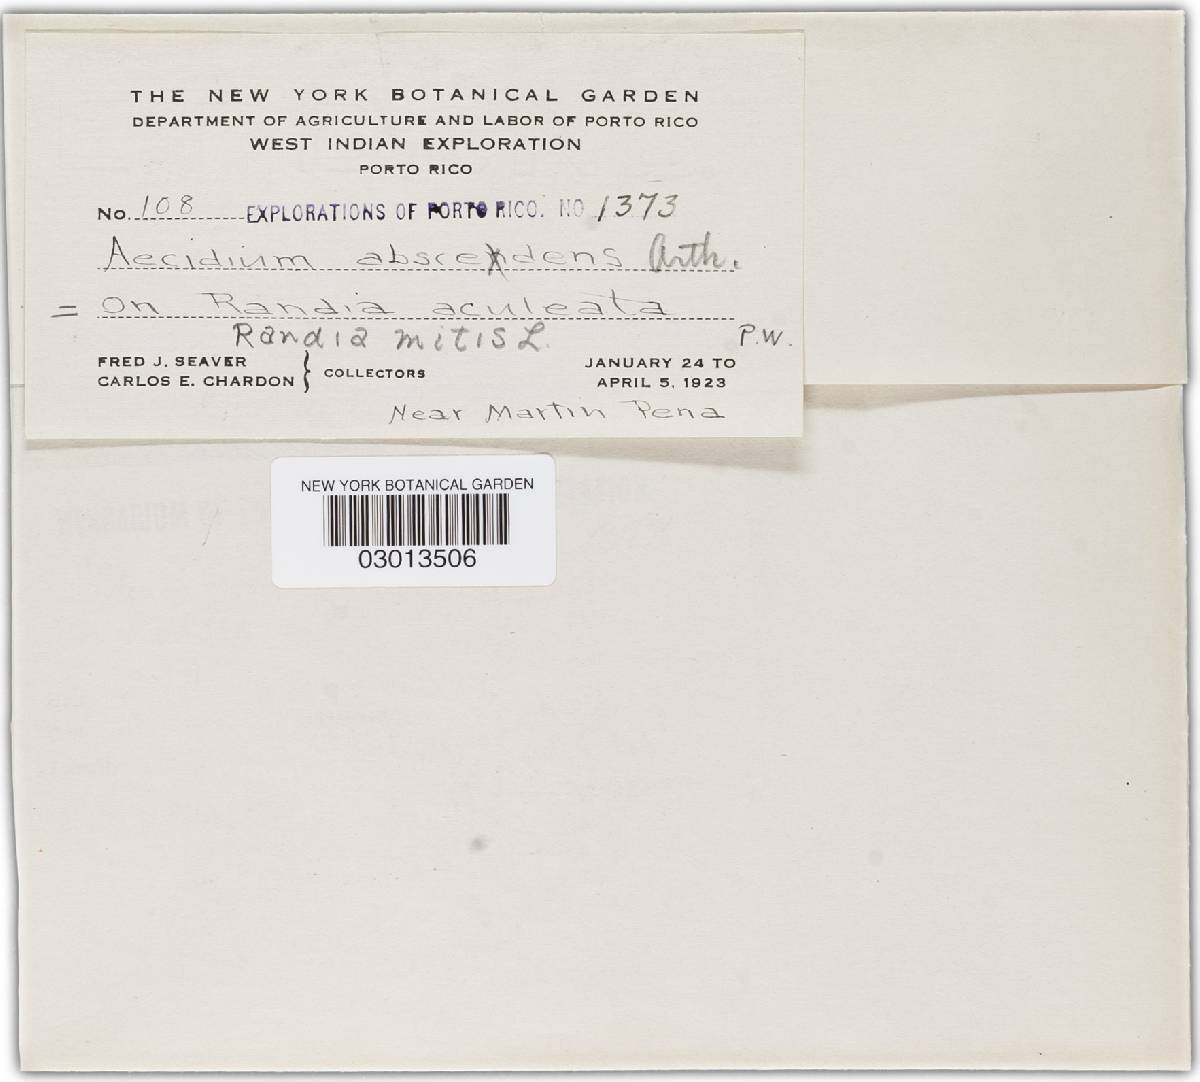 THE NEW YORK BOTANICAL GARDEN
DEPARTMENT OF AGRICULTURE AND LABOR OF PORTO RICO
WEST INDIAN EXPLORATION
PORTO RICO
No. 108 EXPLORATIONS OF PORTO RICO. NO 1373
Aecidium abscedens Arth.
= on Randia aculeata
Randia mitis L. P.W.
FRED J. SEAVER
CARLOS E. CHARDON } COLLECTORS
JANUARY 24 TO
APRIL 5, 1923
Near Martin Pena
NEW YORK BOTANICAL GARDEN
03013506